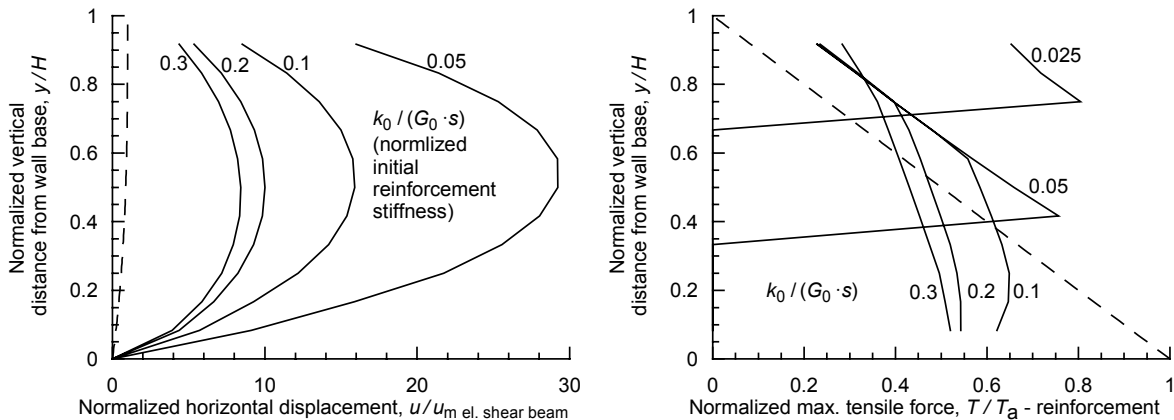 Normalized vertical
distance from wall base, y / H
1
0.8
0.6
0.4
0.2
0
0.3
0.2
0.1
0.05
k0 / (G0 · s)
(normlized
initial
reinforcement
stiffness)
0
10
20
30
Normalized horizontal displacement, u / um el. shear beam
Normalized vertical
distance from wall base, y / H
1
0.8
0.6
0.4
0.2
0
0.025
0.05
k0 / (G0 · s)
0.3
0.2
0.1
0
0.2
0.4
0.6
0.8
1
Normalized max. tensile force, T / Ta - reinforcement